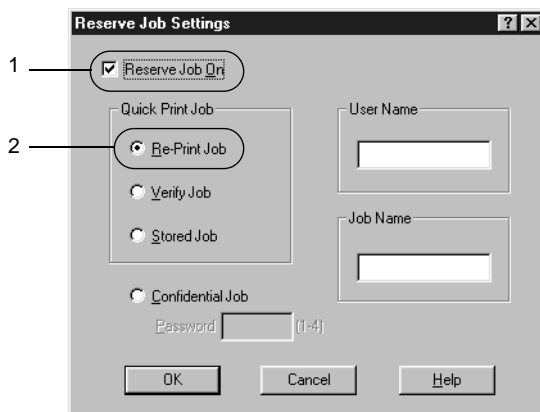 Reserve Job Settings
1
Reserve Job On
Quick Print Job
User Name
2
Re-Print Job
Verify Job
Job Name
Stored Job
Confidential Job
Password (1-4)
OK Cancel Help